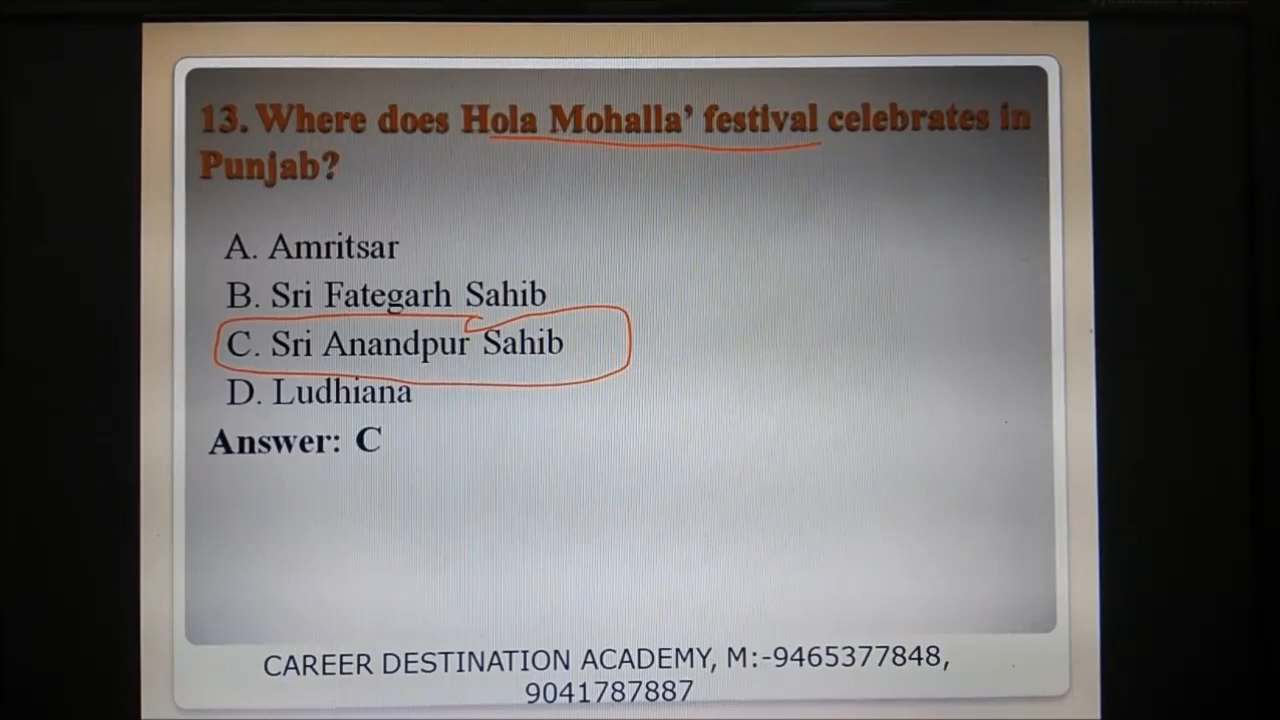 13. Where does Hola Mohalla’ festival celebrates in
Punjab?
A. Amritsar
B. Sri Fategarh Sahib
C. Sri Anandpur Sahib
D. Ludhiana
Answer: C
CAREER DESTINATION ACADEMY, M:-9465377848,
9041787887